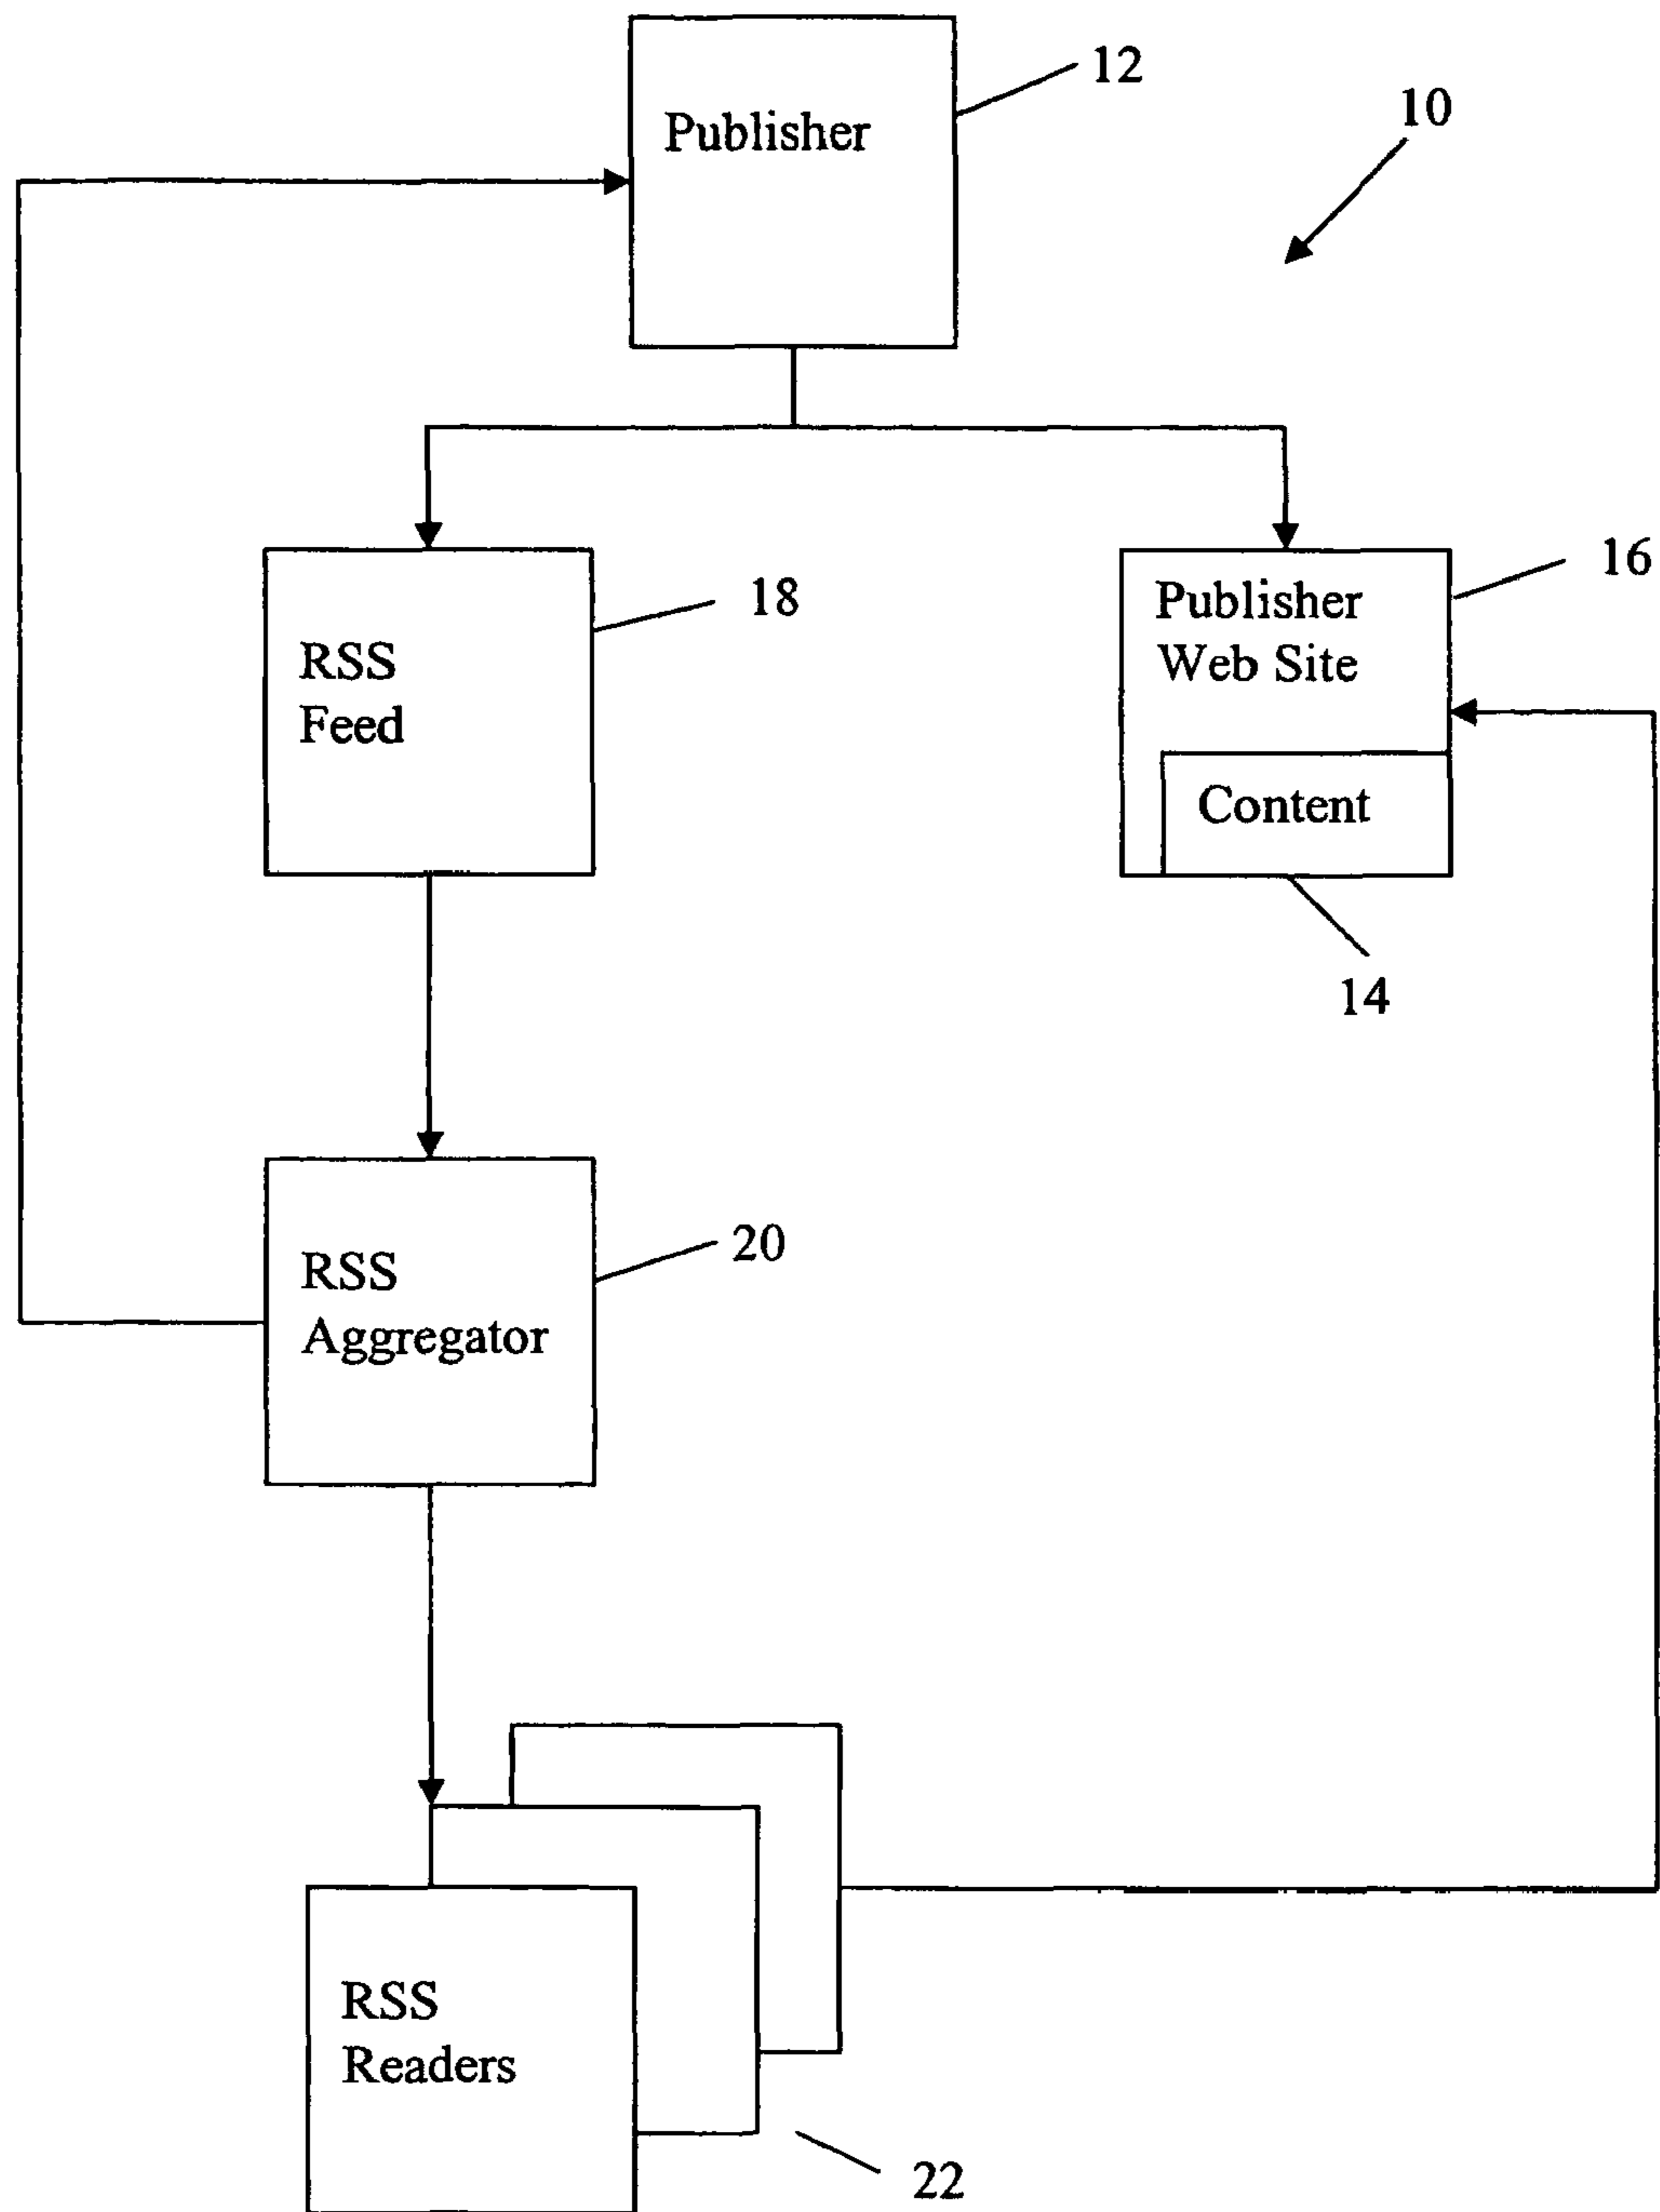 Publisher
12
10
18
RSS
Feed
16
Publisher
Web Site
Content
14
20
RSS
Aggregator
RSS
Readers
22